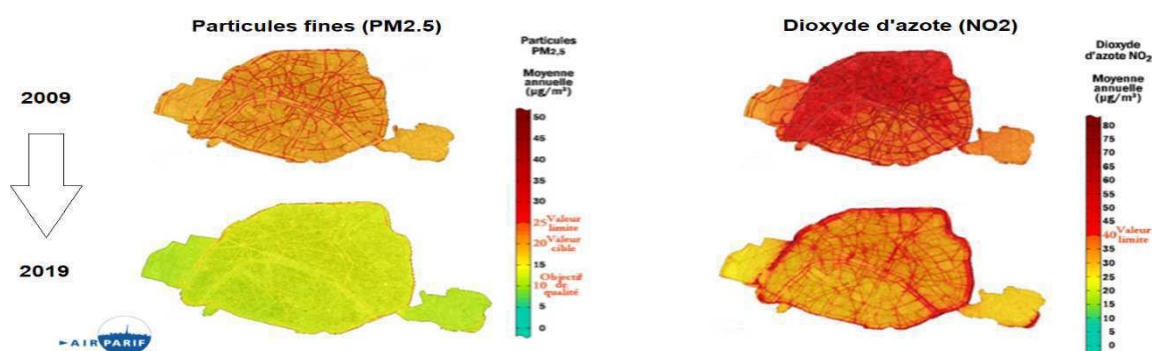 Particules fines (PM2.5)
Dioxyde d'azote (NO2)
2009
2019
Particules
PM2,5
Moyenne
annuelle
(µg/m³)
50
45
40
35
30
25 Valeur
limite
20 Valeur
cible
15
Objectif
10 de
qualité
5
0
Dioxyde
d'azote NO₂
Moyenne
annuelle
(µg/m³)
80
75
70
65
60
55
50
45
40 Valeur
limite
35
30
25
20
15
10
5
0
AIRPARIF